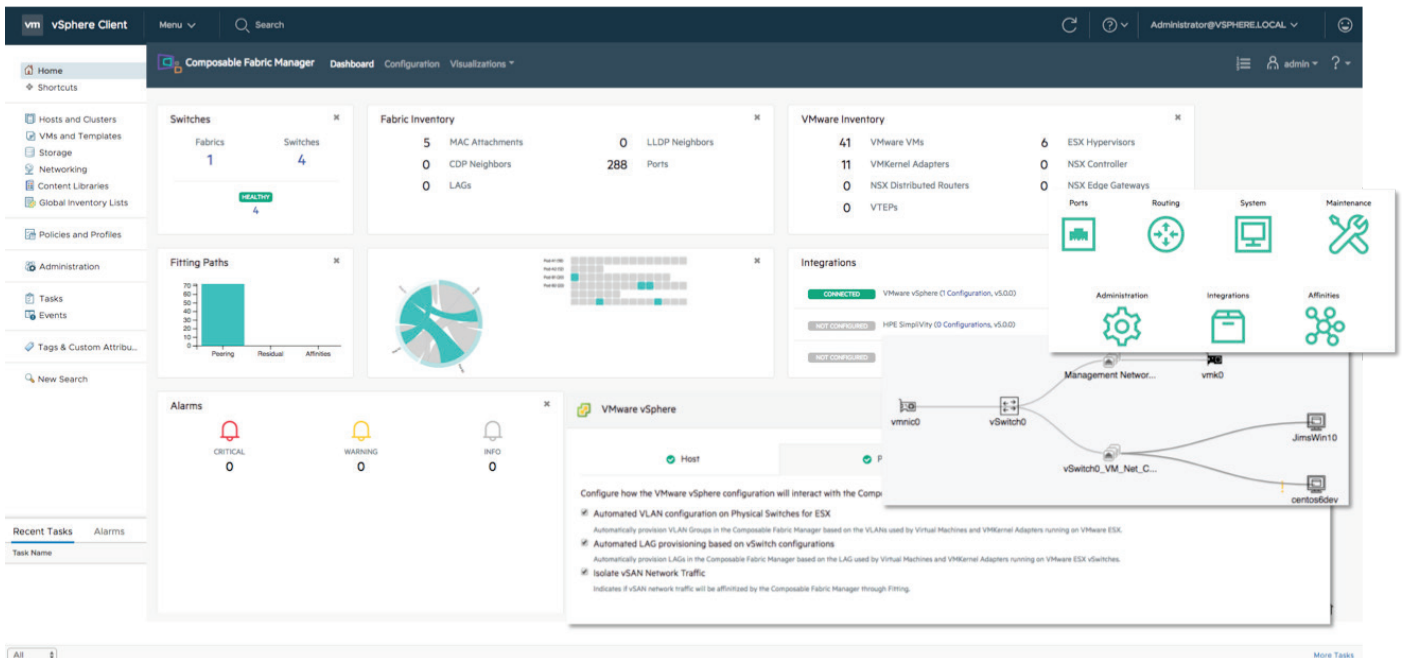 vm vSphere Client Menu Search Administrator@VSPHERE.LOCAL
Composable Fabric Manager Dashboard Configuration Visualizations admin ?
Home
Shortcuts
Hosts and Clusters
VMs and Templates
Storage
Networking
Content Libraries
Global Inventory Lists
Policies and Profiles
Administration
Tasks
Events
Tags & Custom Attribu...
New Search
Recent Tasks Alarms
Task Name
Switches
Fabrics Switches
1 4
HEALTHY
4
Fabric Inventory
5 MAC Attachments 0 LLDP Neighbors
0 CDP Neighbors 288 Ports
0 LAGs
VMware Inventory
41 VMware VMs 6 ESX Hypervisors
11 VMKernel Adapters 0 NSX Controller
0 NSX Distributed Routers 0 NSX Edge Gateways
0 VTEPs
Ports Routing System Maintenance
Administration Integrations Affinities
Fitting Paths
70
60
50
40
30
20
10
0
Peering Residual Affinities
Integrations
CONNECTED VMware vSphere (1 Configuration, v5.0.0)
NOT CONFIGURED HPE SimpliVity (0 Configurations, v5.0.0)
NOT CONFIGURED
Management Networ... vmk0
vmnic0 vSwitch0
JimsWin10
vSwitch0_VM_Net_C...
centos6dev
Alarms
CRITICAL WARNING INFO
0 0 0
VMware vSphere
Host P
Configure how the VMware vSphere configuration will interact with the Compo
Automated VLAN configuration on Physical Switches for ESX
Automatically provision VLAN Groups in the Composable Fabric Manager based on the VLANs used by Virtual Machines and VMKernel Adapters running on VMware ESX.
Automated LAG provisioning based on vSwitch configurations
Automatically provision LAGs in the Composable Fabric Manager based on the LAG used by Virtual Machines and VMKernel Adapters running on VMware ESX vSwitches.
Isolate vSAN Network Traffic
Indicates if vSAN network traffic will be affinitized by the Composable Fabric Manager through Fitting.
All More Tasks